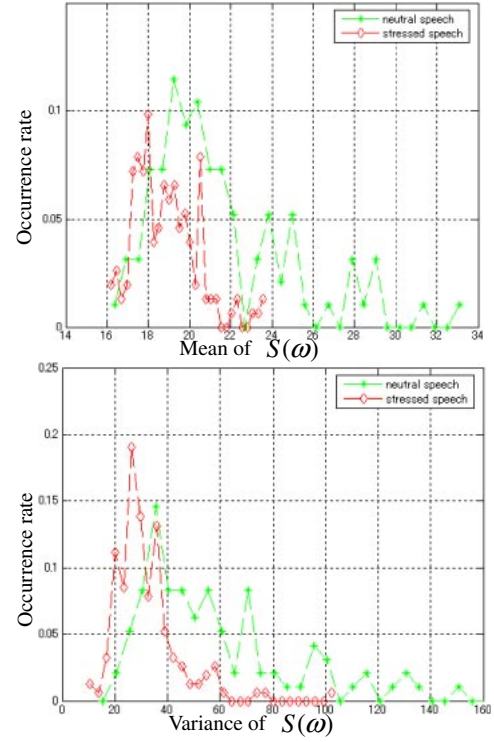 neutral speech
stressed speech
0.1
0.05
0
Occurrence rate
14 16 18 20 22 24 26 28 30 32 34
Mean of S(ω)
0.25
neutral speech
stressed speech
0.2
0.15
0.1
0.05
0
Occurrence rate
0 20 40 60 80 100 120 140 160
Variance of S(ω)